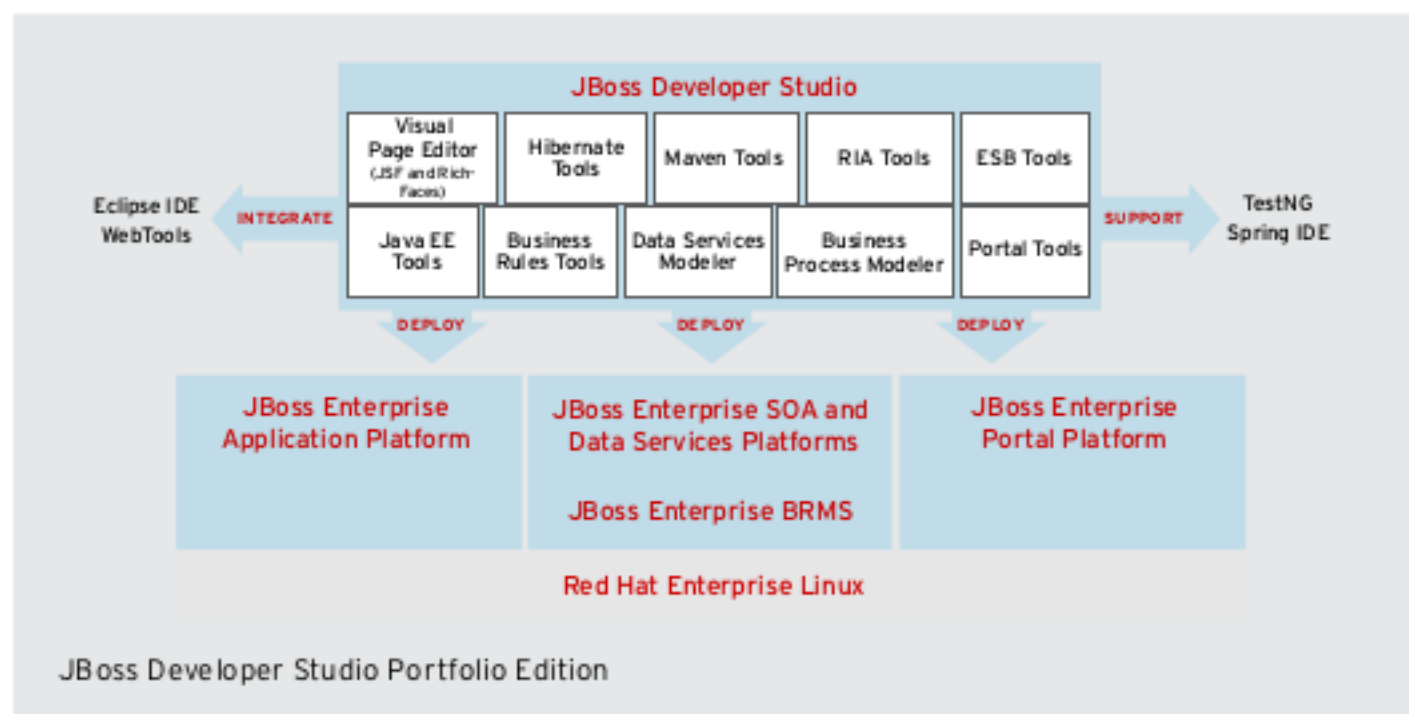 JBoss Developer Studio
Visual
Page Editor
(JSF and Rich-
Faces)
Hibernate
Tools
Maven Tools
RIA Tools
ESB Tools
Eclipse IDE
WebTools
INTEGRATE
Java EE
Tools
Business
Rules Tools
Data Services
Modeler
Business
Process Modeler
Portal Tools
SUPPORT
TestNG
Spring IDE
DEPLOY
DEPLOY
DEPLOY
JBoss Enterprise
Application Platform
JBoss Enterprise SOA and
Data Services Platforms
JBoss Enterprise BRMS
JBoss Enterprise
Portal Platform
Red Hat Enterprise Linux
JBoss Developer Studio Portfolio Edition